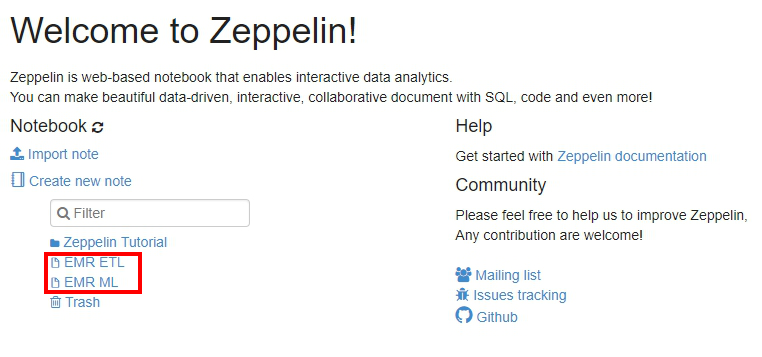 Welcome to Zeppelin!
Zeppelin is web-based notebook that enables interactive data analytics.
You can make beautiful data-driven, interactive, collaborative document with SQL, code and even more!
Notebook
Import note
Create new note
Filter
Zeppelin Tutorial
EMR ETL
EMR ML
Trash
Help
Get started with Zeppelin documentation
Community
Please feel free to help us to improve Zeppelin,
Any contribution are welcome!
Mailing list
Issues tracking
Github